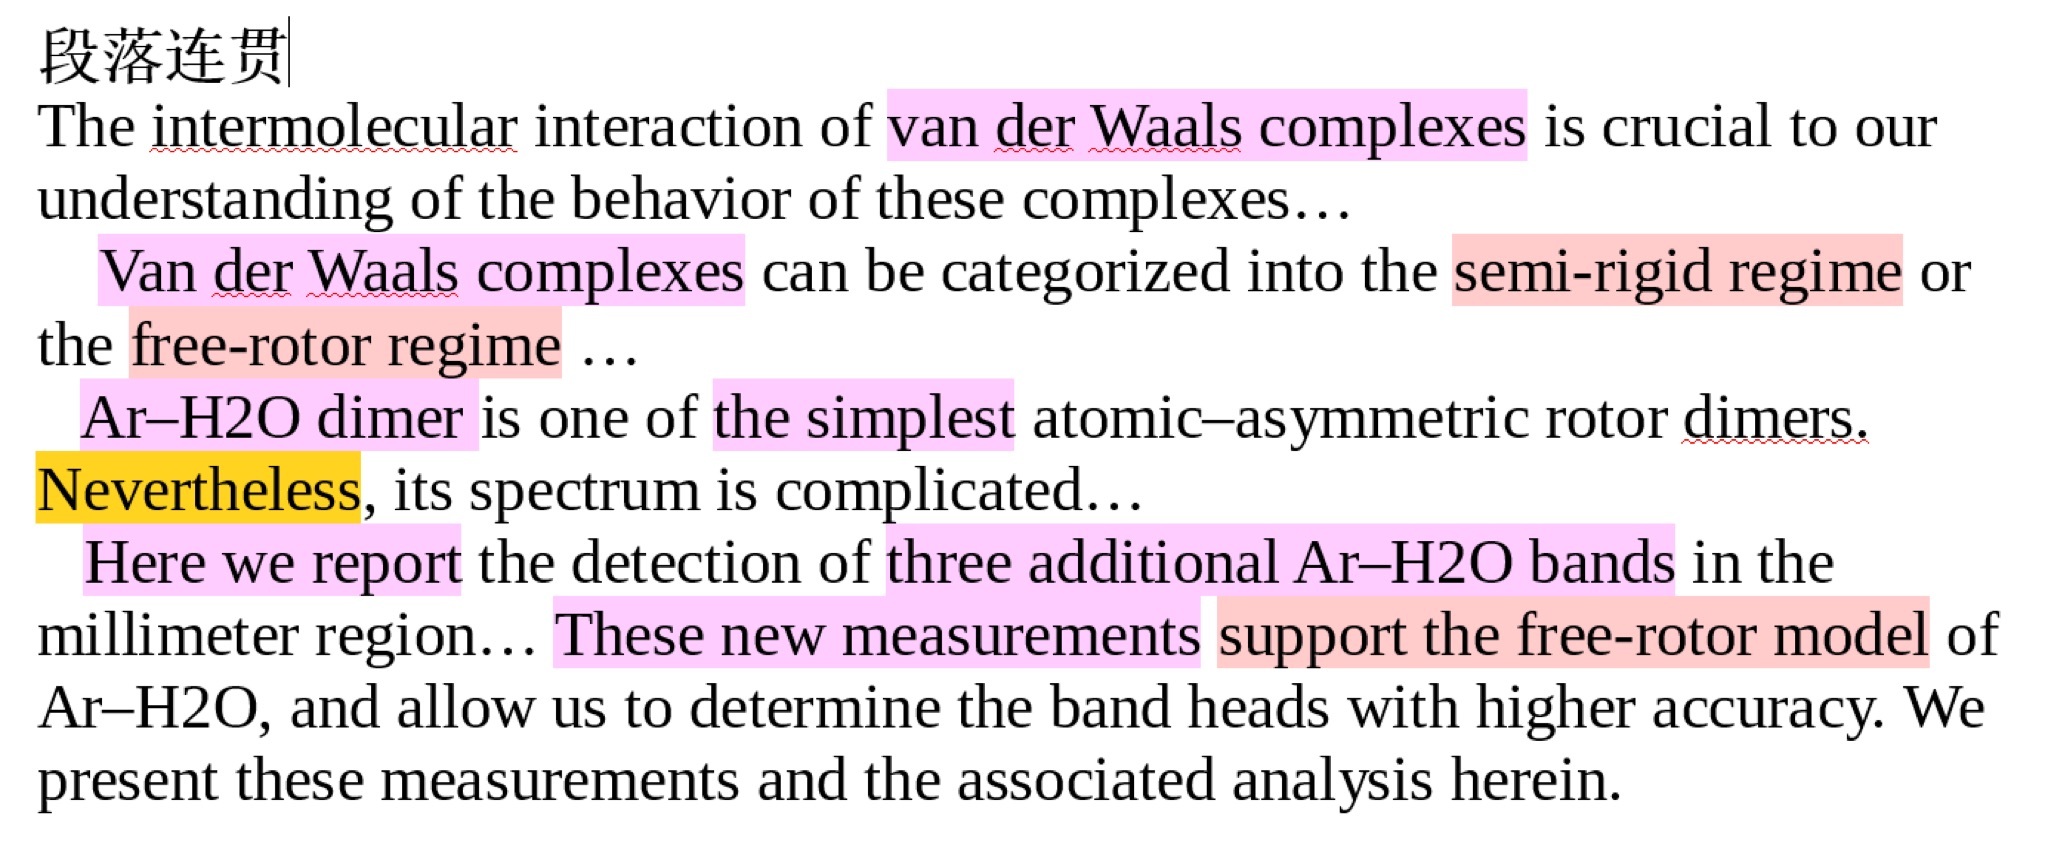 段落连贯
The intermolecular interaction of van der Waals complexes is crucial to our
understanding of the behavior of these complexes…
Van der Waals complexes can be categorized into the semi-rigid regime or
the free-rotor regime …
Ar–H2O dimer is one of the simplest atomic–asymmetric rotor dimers.
Nevertheless, its spectrum is complicated…
Here we report the detection of three additional Ar–H2O bands in the
millimeter region… These new measurements support the free-rotor model of
Ar–H2O, and allow us to determine the band heads with higher accuracy. We
present these measurements and the associated analysis herein.